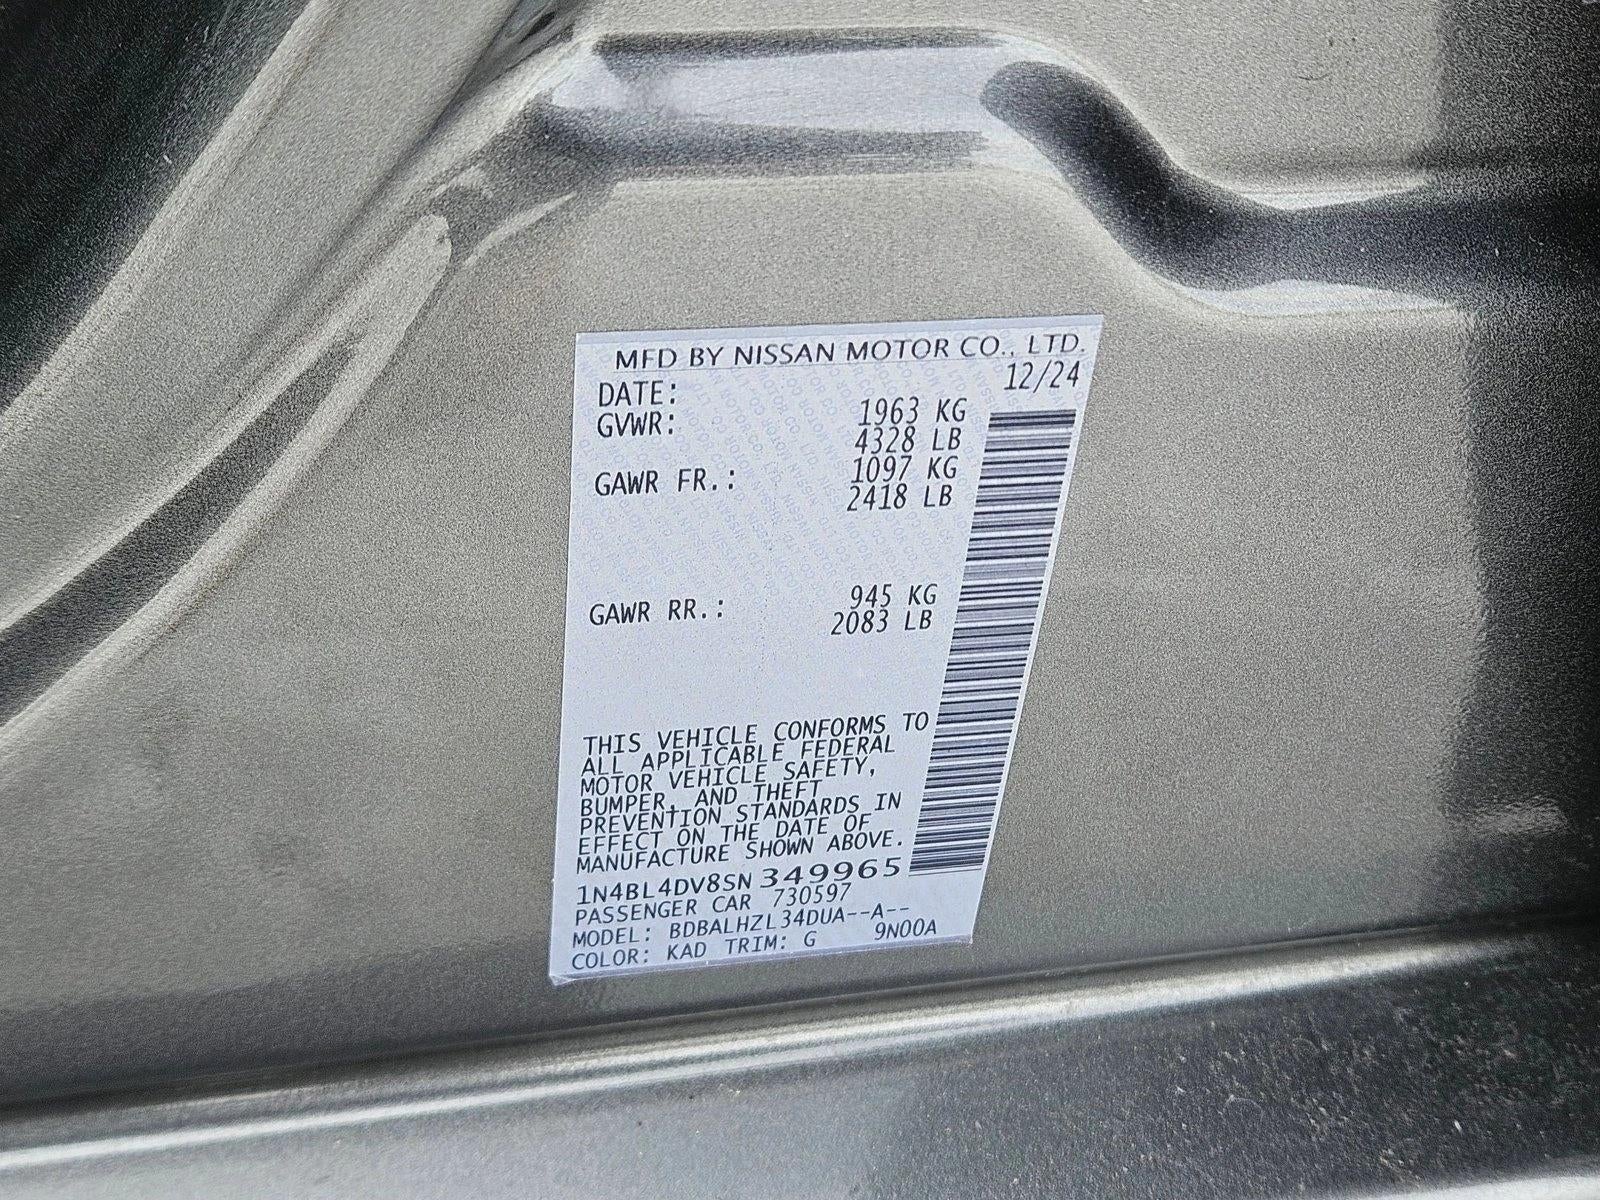 MFD BY NISSAN MOTOR CO., LTD.
DATE: 12/24
GVWR: 1963 KG
4328 LB
GAWR FR.: 1097 KG
2418 LB
GAWR RR.: 945 KG
2083 LB
THIS VEHICLE CONFORMS TO
ALL APPLICABLE FEDERAL
MOTOR VEHICLE SAFETY,
BUMPER, AND THEFT
PREVENTION STANDARDS IN
EFFECT ON THE DATE OF
MANUFACTURE SHOWN ABOVE.
1N4BL4DV8SN 349965
PASSENGER CAR 730597
MODEL: BDBALHZL34DUA--A--
COLOR: KAD TRIM: G 9N00A